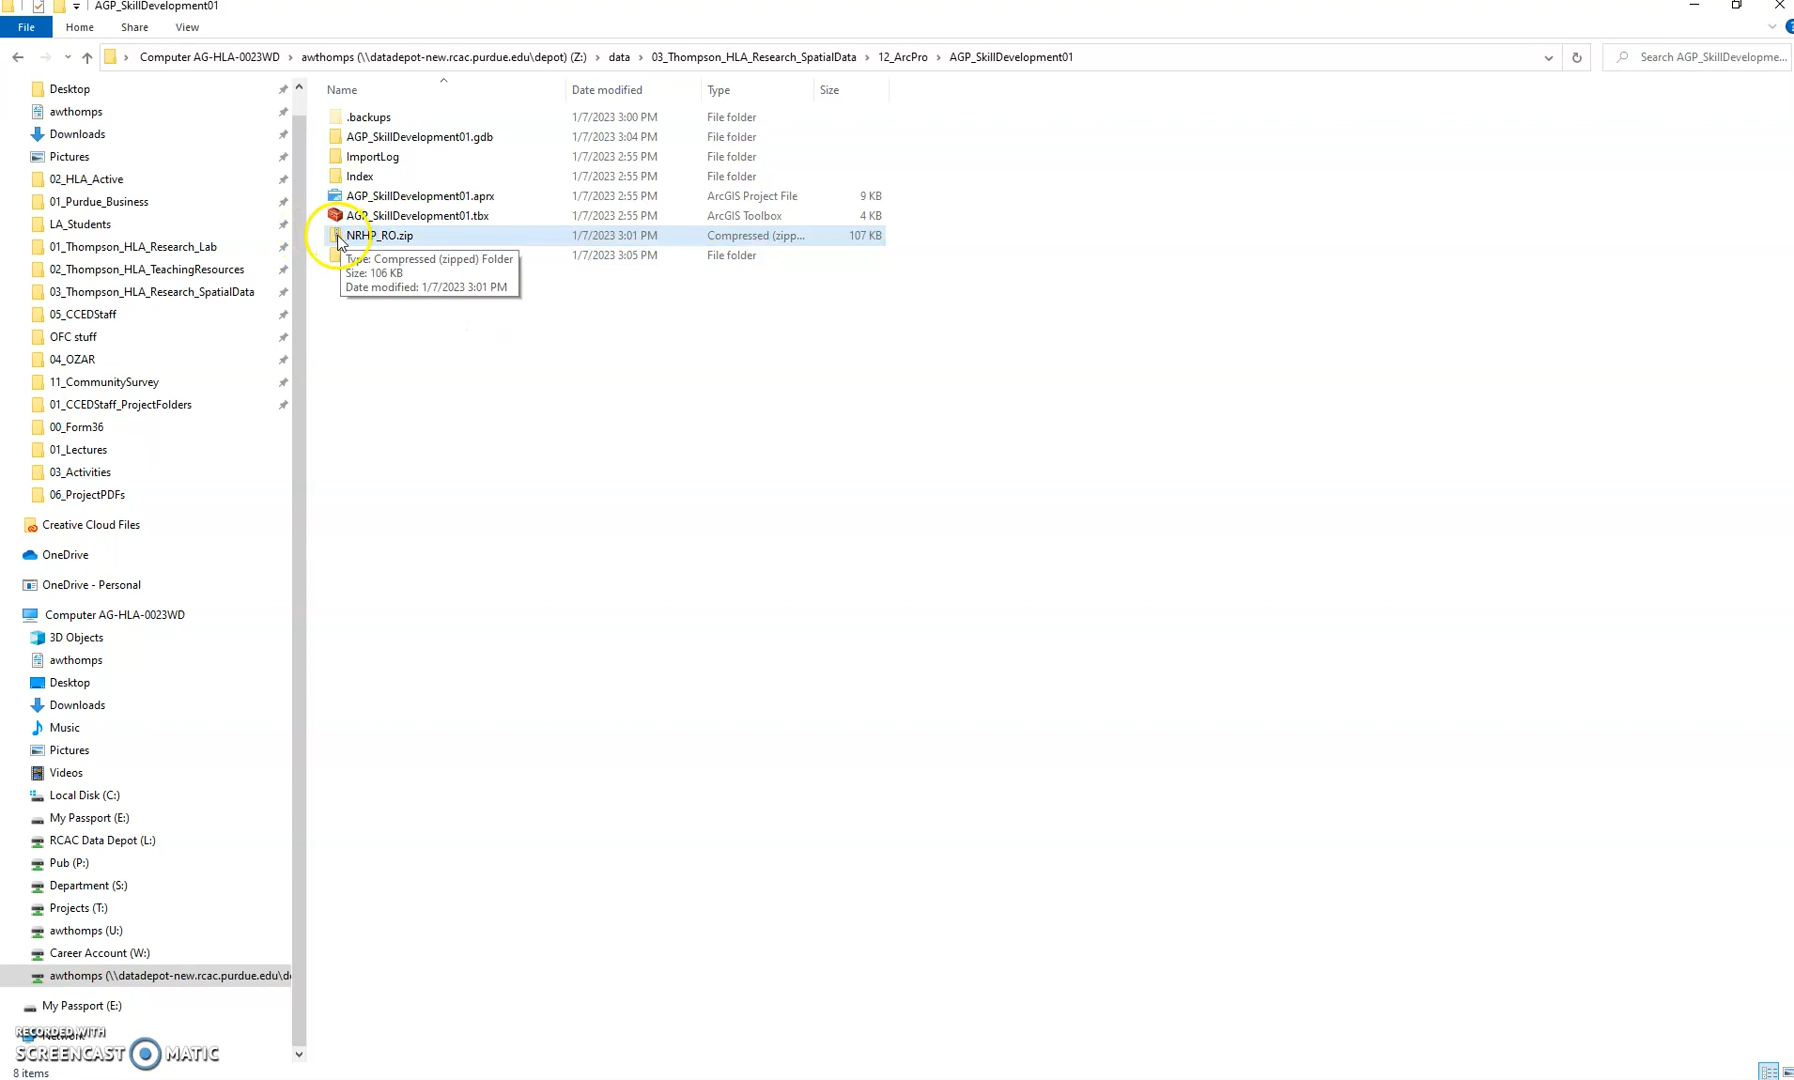 AGP_SkillDevelopment01
File Home Share View
Computer AG-HLA-0023WD awthomps (\\datadepot-new.rcac.purdue.edu\depot) (Z:) data 03_Thompson_HLA_Research_SpatialData 12_ArcPro AGP_SkillDevelopment01 Search AGP_SkillDevelopme...
Name Date modified Type Size
.backups 1/7/2023 3:00 PM File folder
AGP_SkillDevelopment01.gdb 1/7/2023 3:04 PM File folder
ImportLog 1/7/2023 2:55 PM File folder
Index 1/7/2023 2:55 PM File folder
AGP_SkillDevelopment01.aprx 1/7/2023 2:55 PM ArcGIS Project File 9 KB
AGP_SkillDevelopment01.tbx 1/7/2023 2:55 PM ArcGIS Toolbox 4 KB
NRHP_RO.zip 1/7/2023 3:01 PM Compressed (zipp... 107 KB
1/7/2023 3:05 PM File folder
Type: Compressed (zipped) Folder
Size: 106 KB
Date modified: 1/7/2023 3:01 PM
Desktop
awthomps
Downloads
Pictures
02_HLA_Active
01_Purdue_Business
LA_Students
01_Thompson_HLA_Research_Lab
02_Thompson_HLA_TeachingResources
03_Thompson_HLA_Research_SpatialData
05_CCEDStaff
OFC stuff
04_OZAR
11_CommunitySurvey
01_CCEDStaff_ProjectFolders
00_Form36
01_Lectures
03_Activities
06_ProjectPDFs
Creative Cloud Files
OneDrive
OneDrive - Personal
Computer AG-HLA-0023WD
3D Objects
awthomps
Desktop
Downloads
Music
Pictures
Videos
Local Disk (C:)
My Passport (E:)
RCAC Data Depot (L:)
Pub (P:)
Department (S:)
Projects (T:)
awthomps (U:)
Career Account (W:)
awthomps (\\datadepot-new.rcac.purdue.edu\de
My Passport (E:)
RECORDED WITH
Network
SCREENCAST MATIC
8 items